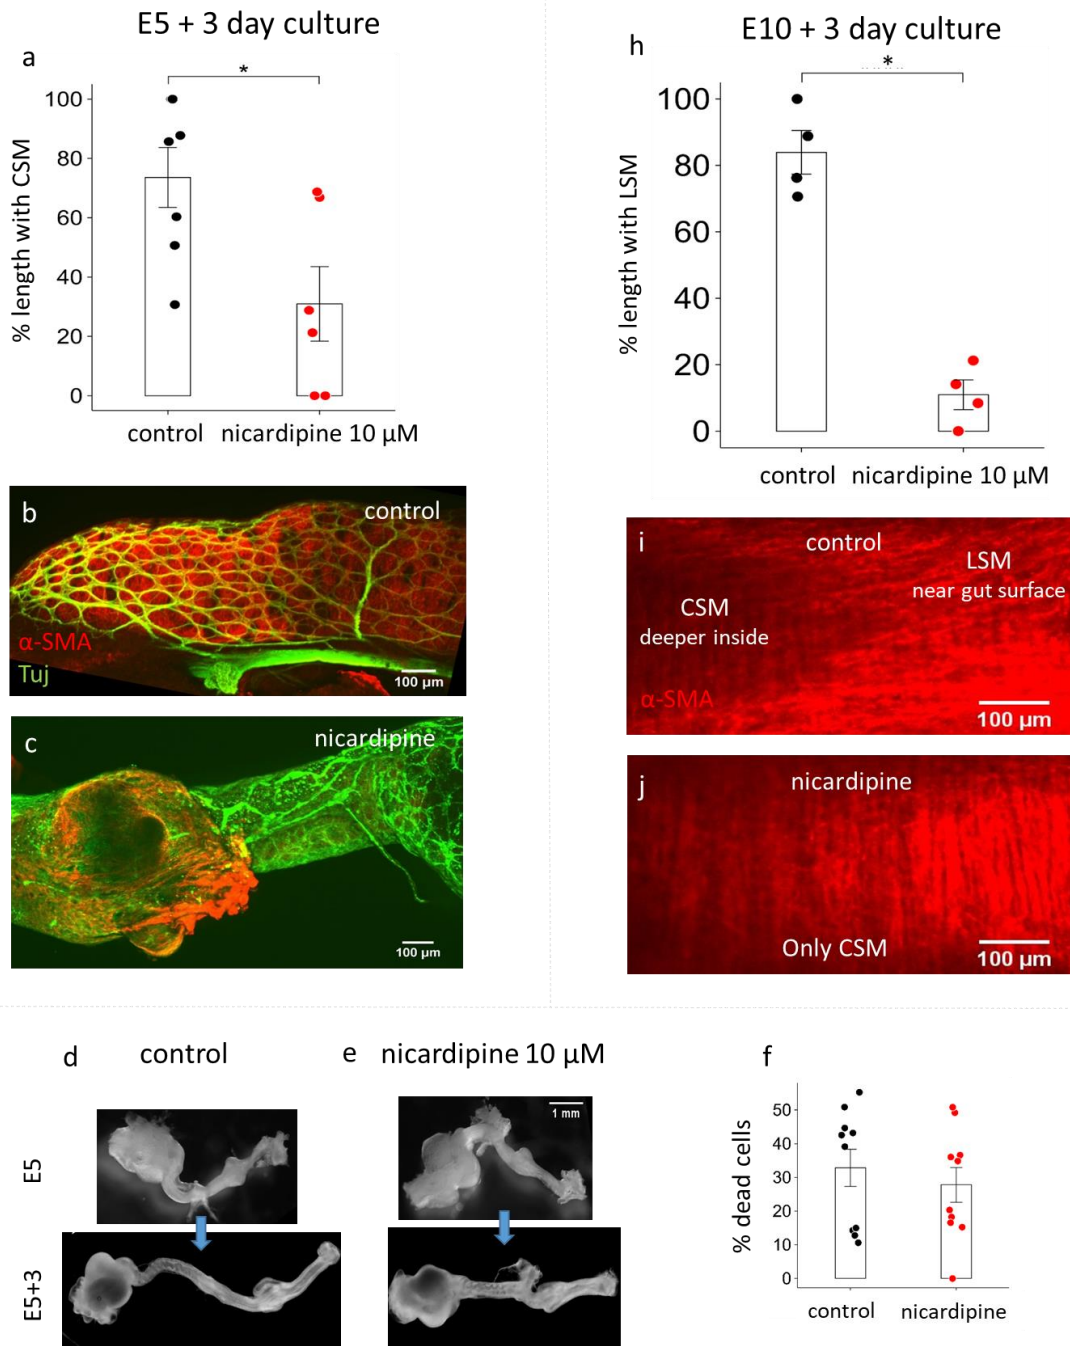 E5 + 3 day culture
a
*
% length with CSM
100
80
60
40
20
0
control
nicardipine 10 µM
b
control
α-SMA
Tuj
100 µm
c
nicardipine
100 µm
E10 + 3 day culture
h
*
% length with LSM
100
80
60
40
20
0
control
nicardipine 10 µM
i
control
LSM
near gut surface
CSM
deeper inside
α-SMA
100 µm
j
nicardipine
Only CSM
100 µm
d
control
e
nicardipine 10 µM
1 mm
E5
E5+3
f
% dead cells
50
40
30
20
10
0
control
nicardipine